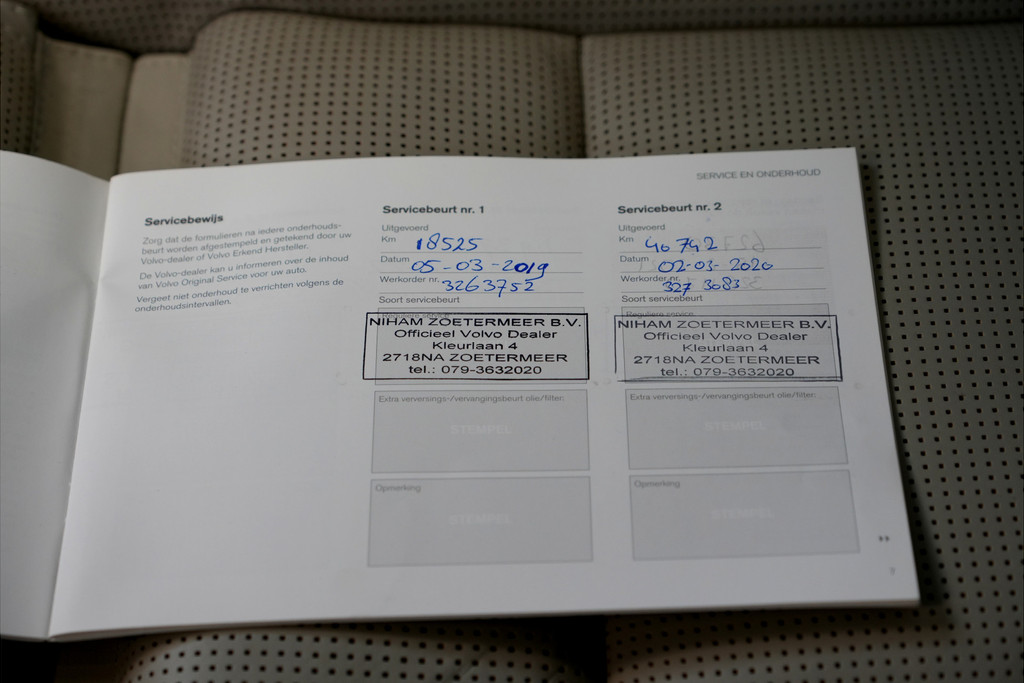 SERVICE EN ONDERHOUD
Servicebewijs
Zorg dat de formulieren na iedere onderhouds-
beurt worden afgestempeld en getekend door uw
Volvo-dealer of Volvo Erkend Hersteller.
De Volvo-dealer kan u informeren over de inhoud
van Volvo Original Service voor uw auto.
Vergeet niet onderhoud te verrichten volgens de
onderhoudsintervallen.
Servicebeurt nr. 1
Uitgevoerd
Km 18525
Datum 05-03-2019
Werkorder nr. 3263752
Soort servicebeurt
NIHAM ZOETERMEER B.V.
Officieel Volvo Dealer
Kleurlaan 4
2718NA ZOETERMEER
tel.: 079-3632020
Extra verversings-/vervangingsbeurt olie/filter:
STEMPEL
Opmerking
STEMPEL
Servicebeurt nr. 2
Uitgevoerd
Km 40742
Datum 02-03-2020
Werkorder nr. 327 3083
Soort servicebeurt
Reguliere service
NIHAM ZOETERMEER B.V.
Officieel Volvo Dealer
Kleurlaan 4
2718NA ZOETERMEER
tel.: 079-3632020
Extra verversings-/vervangingsbeurt olie/filter:
STEMPEL
Opmerking
STEMPEL
7